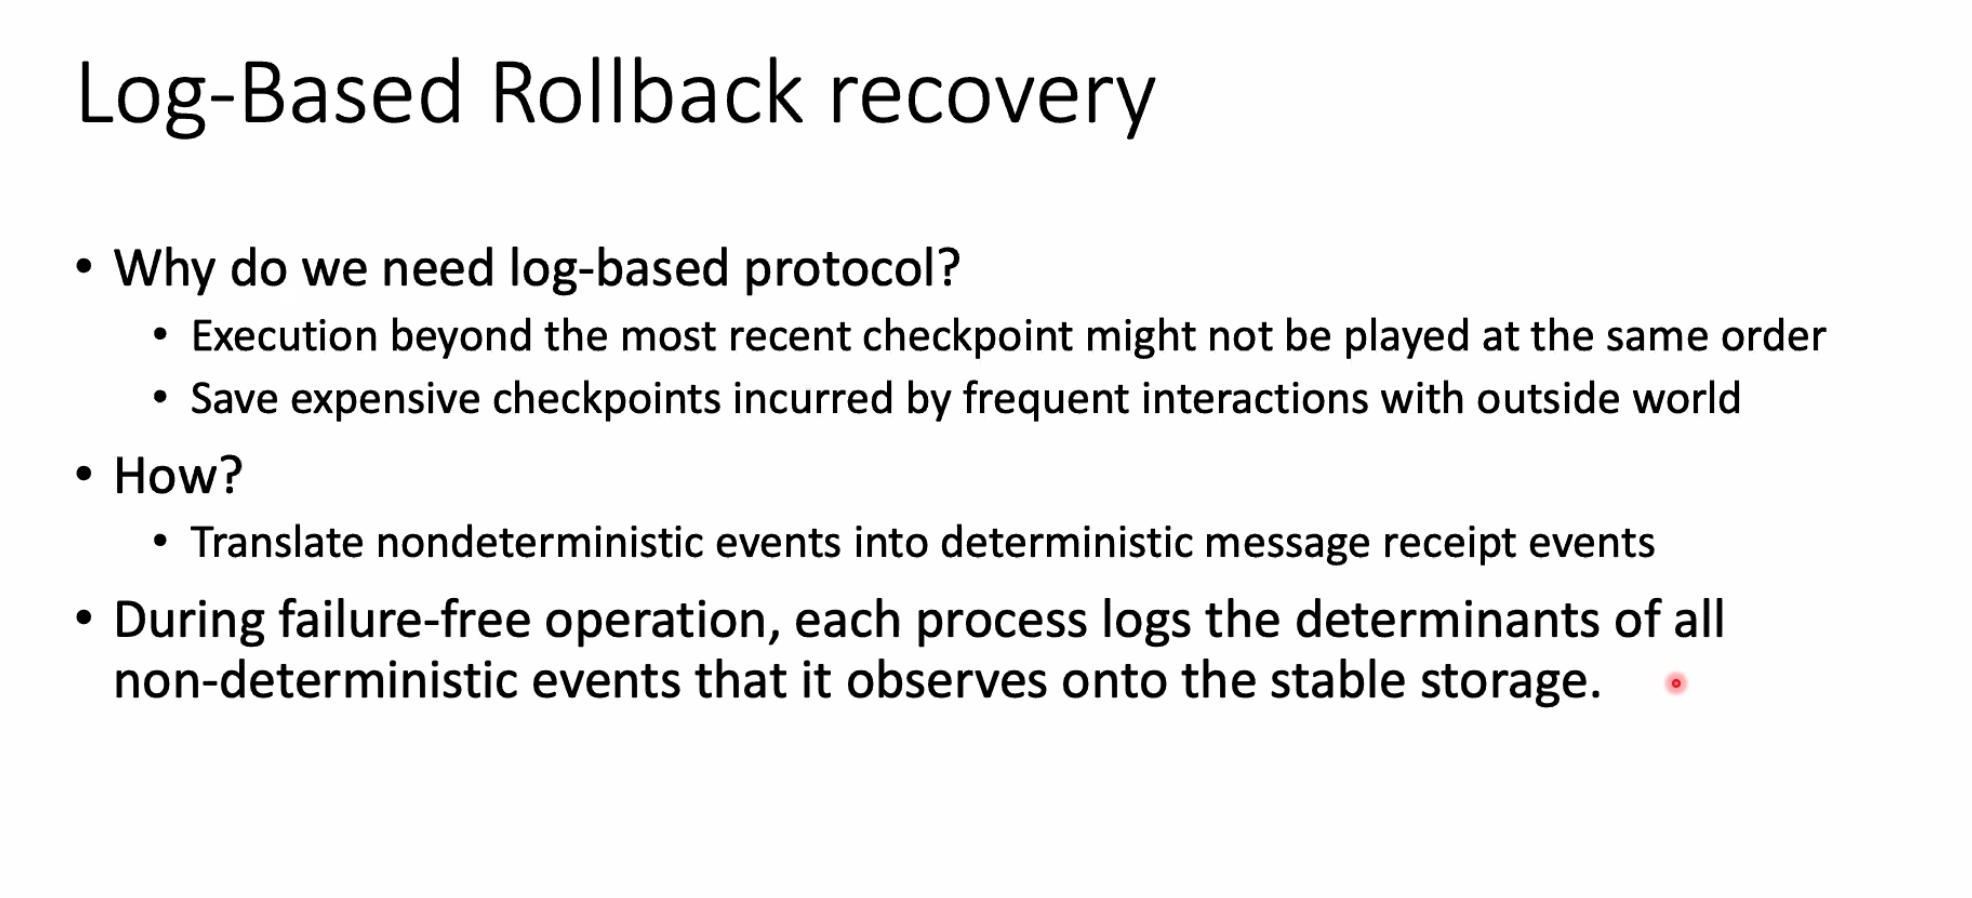 Log-Based Rollback recovery
• Why do we need log-based protocol?
• Execution beyond the most recent checkpoint might not be played at the same order
• Save expensive checkpoints incurred by frequent interactions with outside world
• How?
• Translate nondeterministic events into deterministic message receipt events
• During failure-free operation, each process logs the determinants of all
non-deterministic events that it observes onto the stable storage.